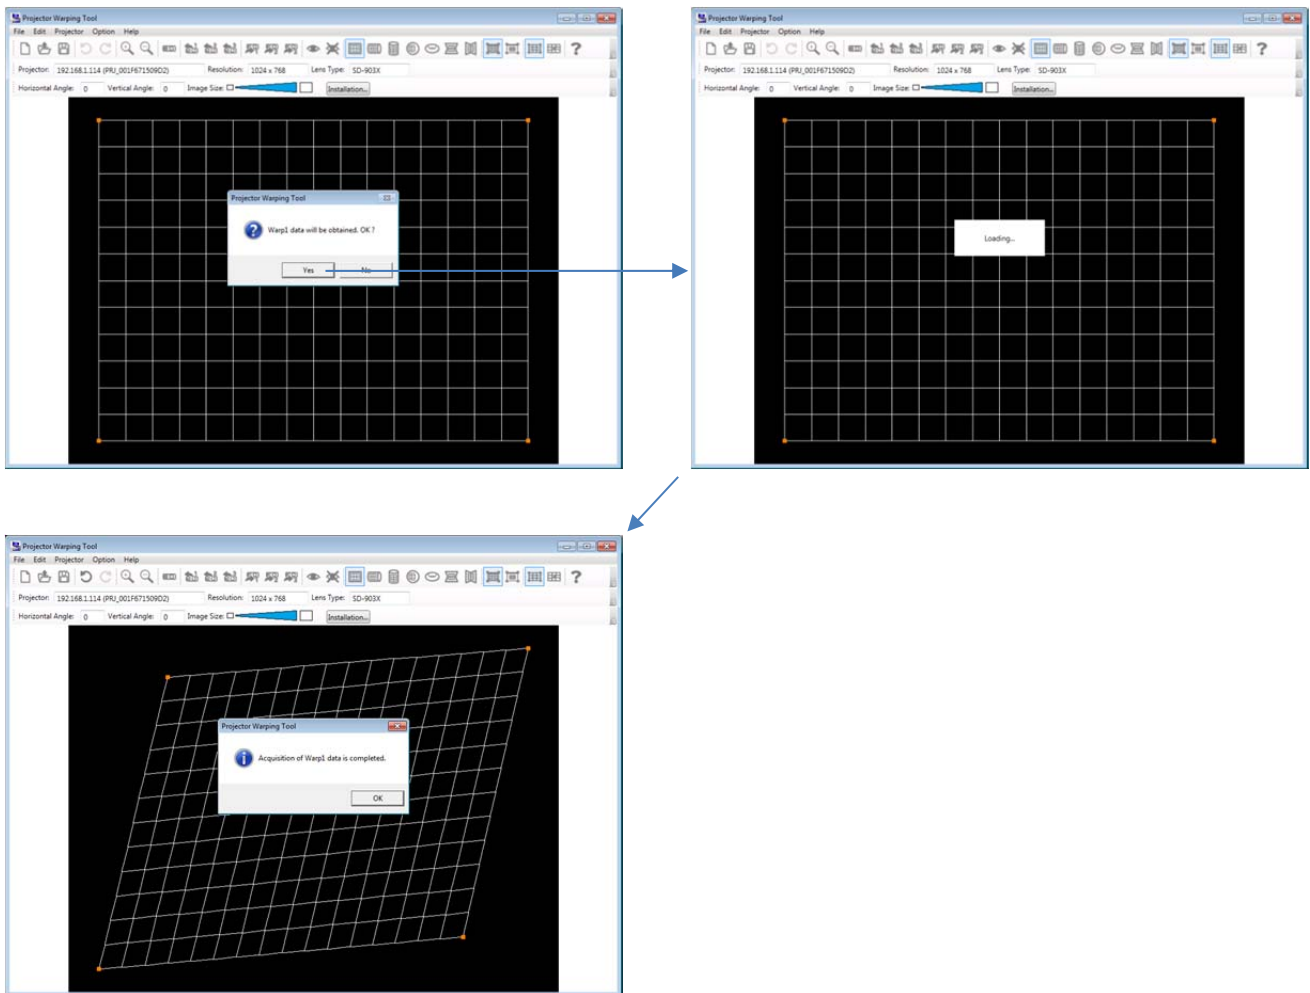 Projector Warping Tool
File Edit Projector Option Help
Projector: 192.168.1.114 (PRJ_001F671509D2) Resolution: 1024 x 768 Lens Type: SD-903X
Horizontal Angle: 0 Vertical Angle: 0 Image Size: Installation...
Projector Warping Tool
Warp1 data will be obtained. OK ?
Yes No
Projector Warping Tool
File Edit Projector Option Help
Projector: 192.168.1.114 (PRJ_001F671509D2) Resolution: 1024 x 768 Lens Type: SD-903X
Horizontal Angle: 0 Vertical Angle: 0 Image Size: Installation...
Loading...
Projector Warping Tool
File Edit Projector Option Help
Projector: 192.168.1.114 (PRJ_001F671509D2) Resolution: 1024 x 768 Lens Type: SD-903X
Horizontal Angle: 0 Vertical Angle: 0 Image Size: Installation...
Projector Warping Tool
Acquisition of Warp1 data is completed.
OK